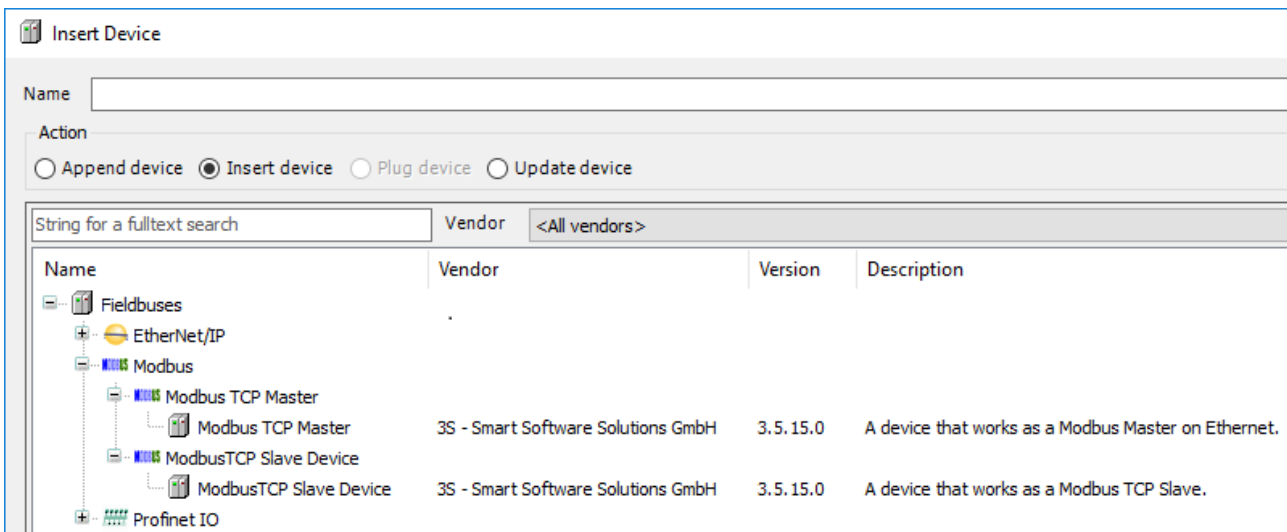 Insert Device
Name
Action
Append device Insert device Plug device Update device
String for a fulltext search Vendor <All vendors>
Name Vendor Version Description
Fieldbuses
EtherNet/IP
MODBUS Modbus
MODBUS Modbus TCP Master
Modbus TCP Master 3S - Smart Software Solutions GmbH 3.5.15.0 A device that works as a Modbus Master on Ethernet.
MODBUS ModbusTCP Slave Device
ModbusTCP Slave Device 3S - Smart Software Solutions GmbH 3.5.15.0 A device that works as a Modbus TCP Slave.
Profinet IO